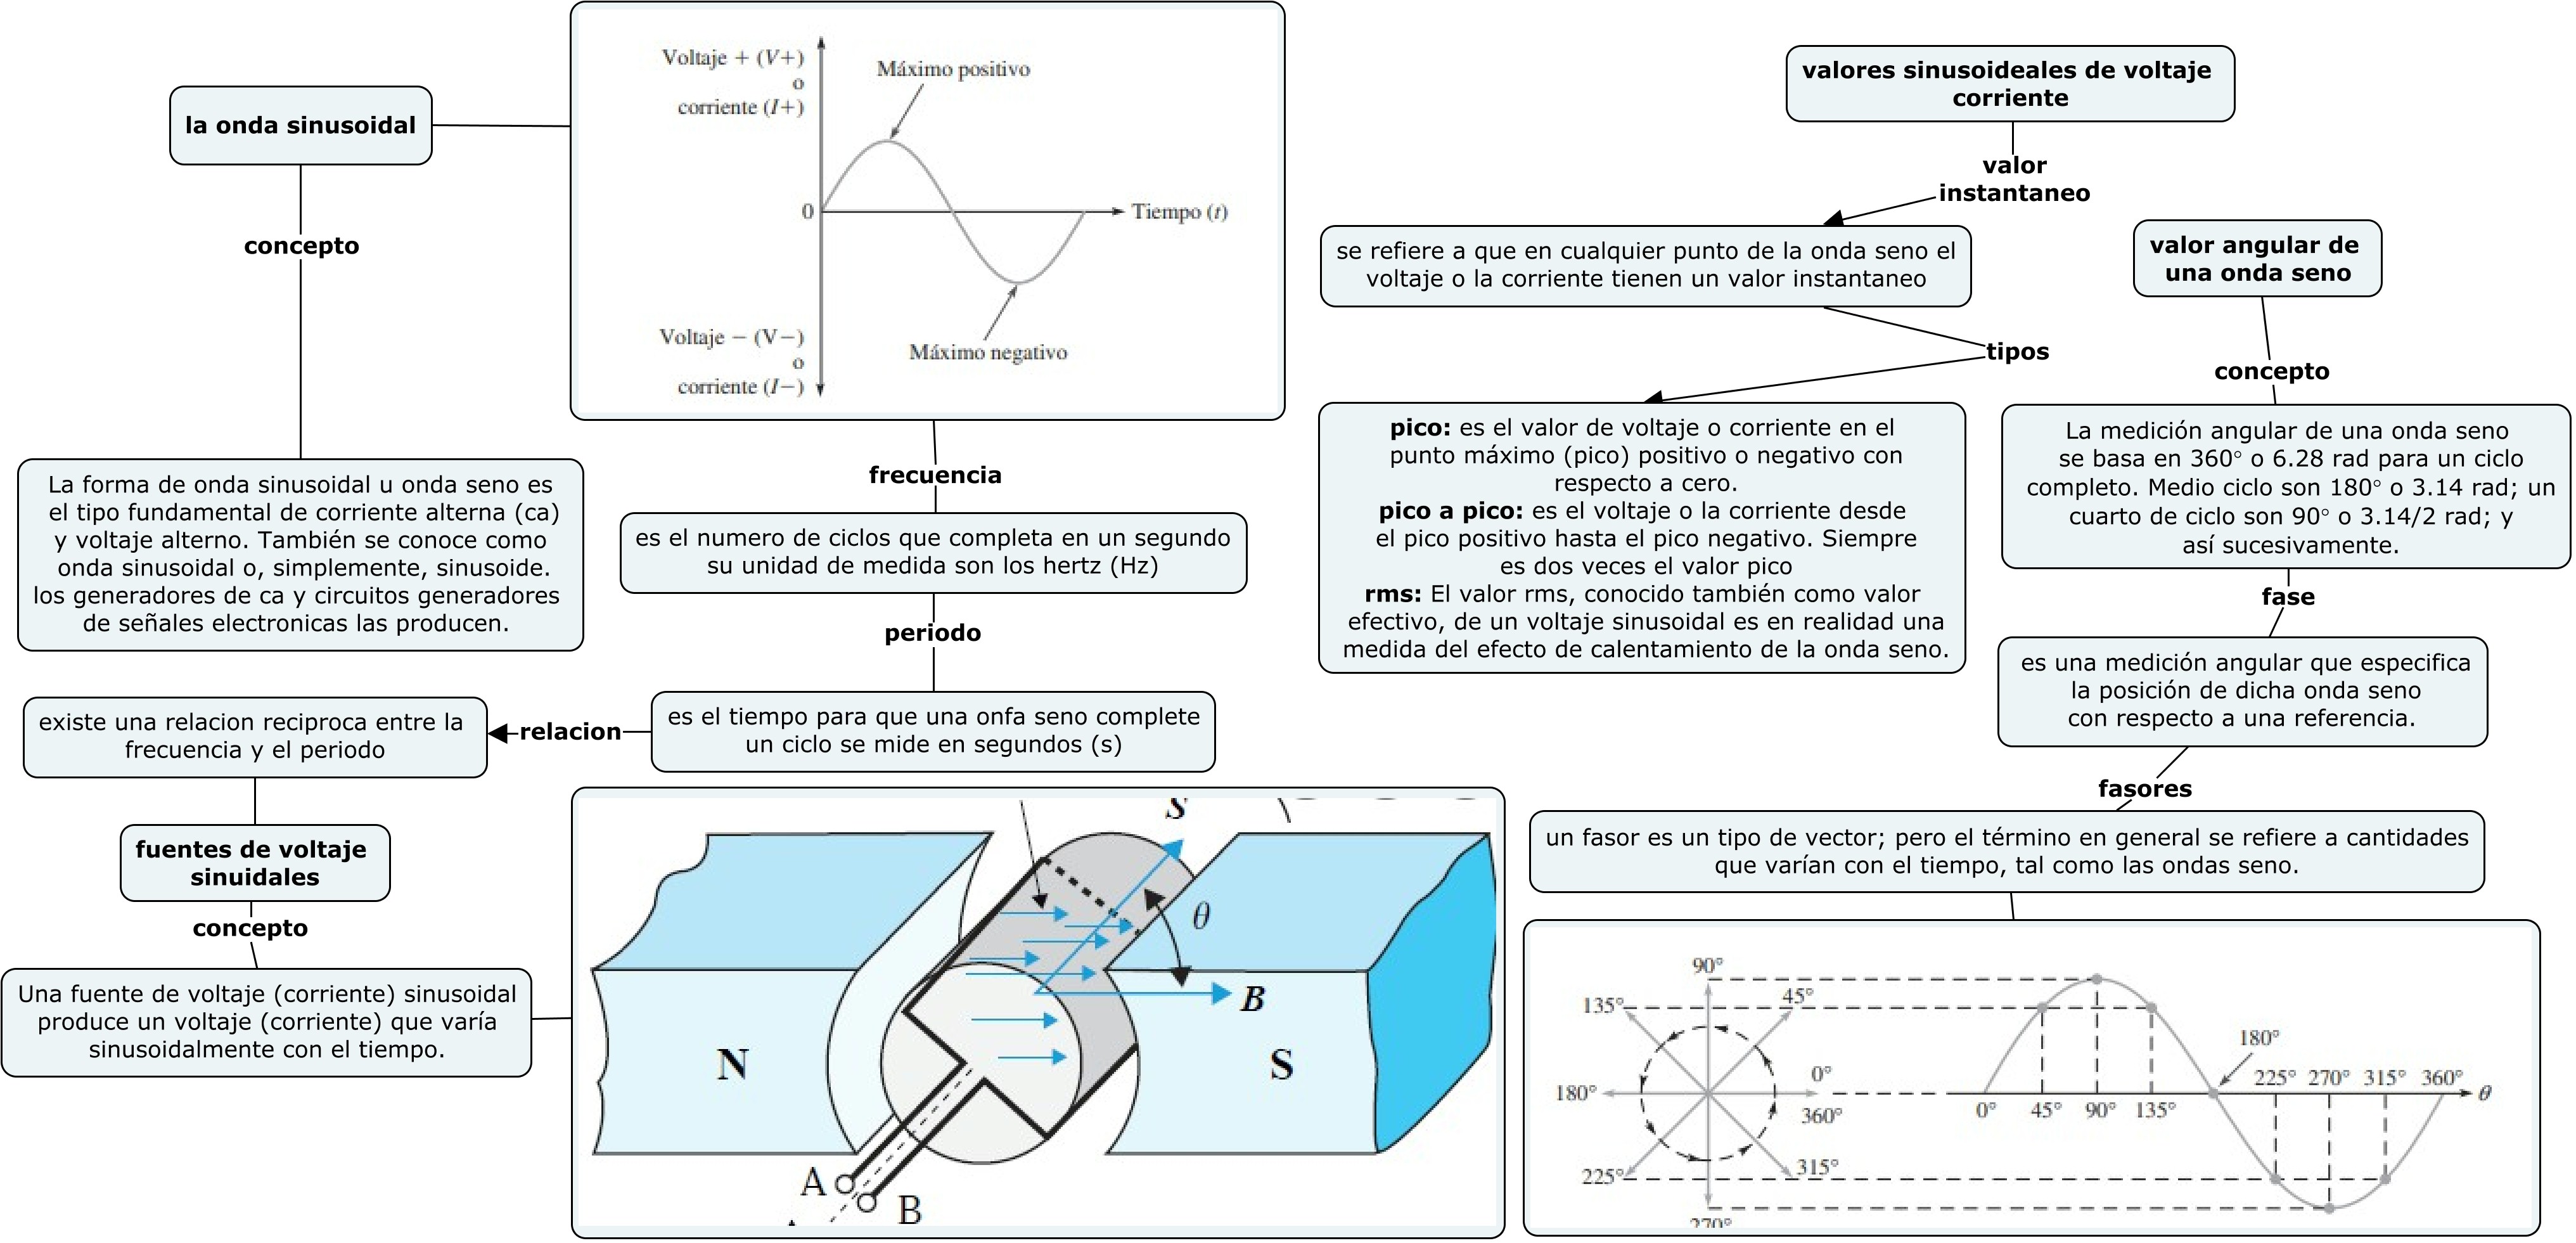 la onda sinusoidal
concepto
La forma de onda sinusoidal u onda seno es
el tipo fundamental de corriente alterna (ca)
y voltaje alterno. También se conoce como
onda sinusoidal o, simplemente, sinusoide.
los generadores de ca y circuitos generadores
de señales electronicas las producen.
Voltaje + (V+)
o
corriente (I+)
Máximo positivo
0
Tiempo (t)
Voltaje − (V−)
o
corriente (I−)
Máximo negativo
frecuencia
es el numero de ciclos que completa en un segundo
su unidad de medida son los hertz (Hz)
periodo
es el tiempo para que una onfa seno complete
un ciclo se mide en segundos (s)
relacion
existe una relacion reciproca entre la
frecuencia y el periodo
fuentes de voltaje
sinuidales
concepto
Una fuente de voltaje (corriente) sinusoidal
produce un voltaje (corriente) que varía
sinusoidalmente con el tiempo.
S
θ
B
N
S
A
B
valores sinusoideales de voltaje
corriente
valor
instantaneo
se refiere a que en cualquier punto de la onda seno el
voltaje o la corriente tienen un valor instantaneo
tipos
pico: es el valor de voltaje o corriente en el
punto máximo (pico) positivo o negativo con
respecto a cero.
pico a pico: es el voltaje o la corriente desde
el pico positivo hasta el pico negativo. Siempre
es dos veces el valor pico
rms: El valor rms, conocido también como valor
efectivo, de un voltaje sinusoidal es en realidad una
medida del efecto de calentamiento de la onda seno.
valor angular de
una onda seno
concepto
La medición angular de una onda seno
se basa en 360° o 6.28 rad para un ciclo
completo. Medio ciclo son 180° o 3.14 rad; un
cuarto de ciclo son 90° o 3.14/2 rad; y
así sucesivamente.
fase
es una medición angular que especifica
la posición de dicha onda seno
con respecto a una referencia.
fasores
un fasor es un tipo de vector; pero el término en general se refiere a cantidades
que varían con el tiempo, tal como las ondas seno.
90°
135°
45°
180°
0°
360°
225°
315°
270°
0°
45°
90°
135°
180°
225°
270°
315°
360°
θ